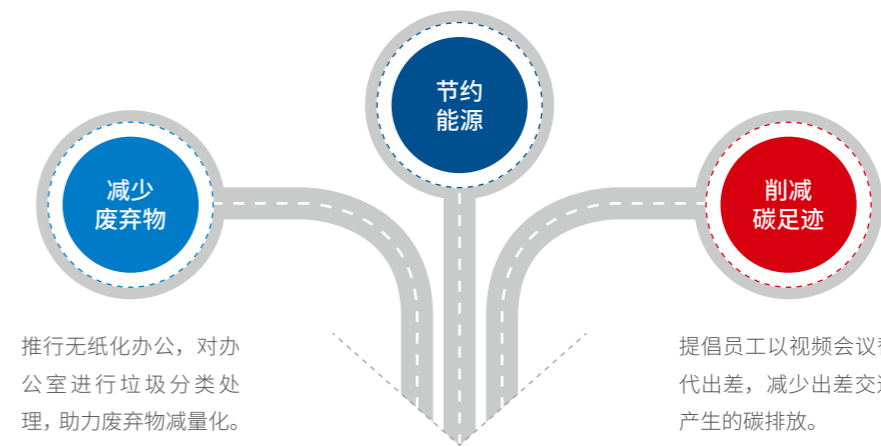 节约
能源
减少
废弃物
削减
碳足迹
推行无纸化办公，对办
公室进行垃圾分类处
理，助力废弃物减量化。
提倡员工以视频会议
代出差，减少出差交
产生的碳排放。